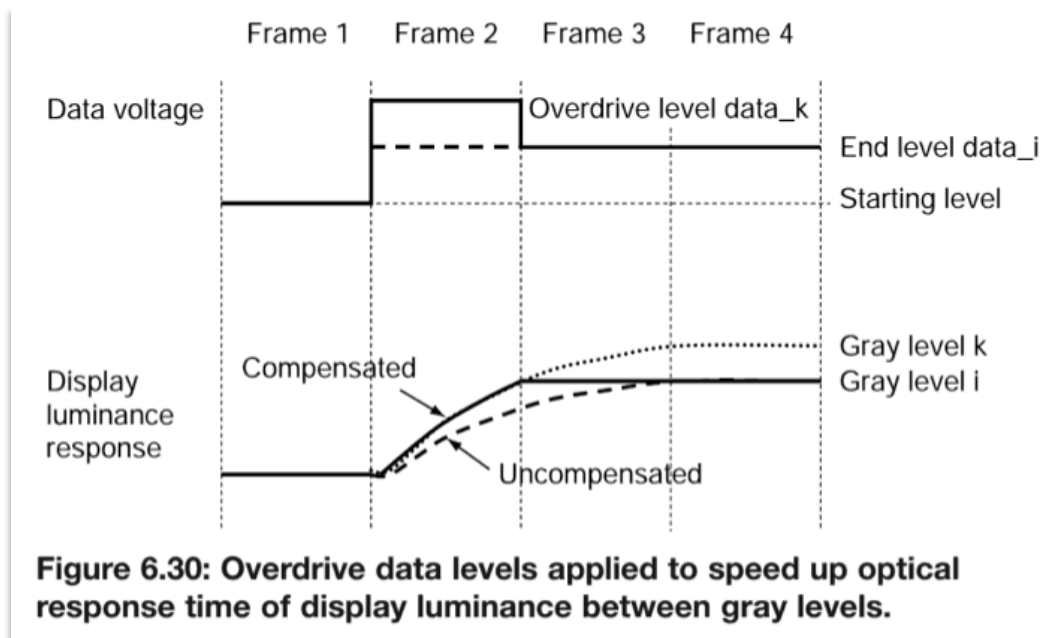 Frame 1 Frame 2 Frame 3 Frame 4
Data voltage
Overdrive level data_k
End level data_i
Starting level
Gray level k
Compensated
Gray level i
Display
luminance
response
Uncompensated
Figure 6.30: Overdrive data levels applied to speed up optical
response time of display luminance between gray levels.